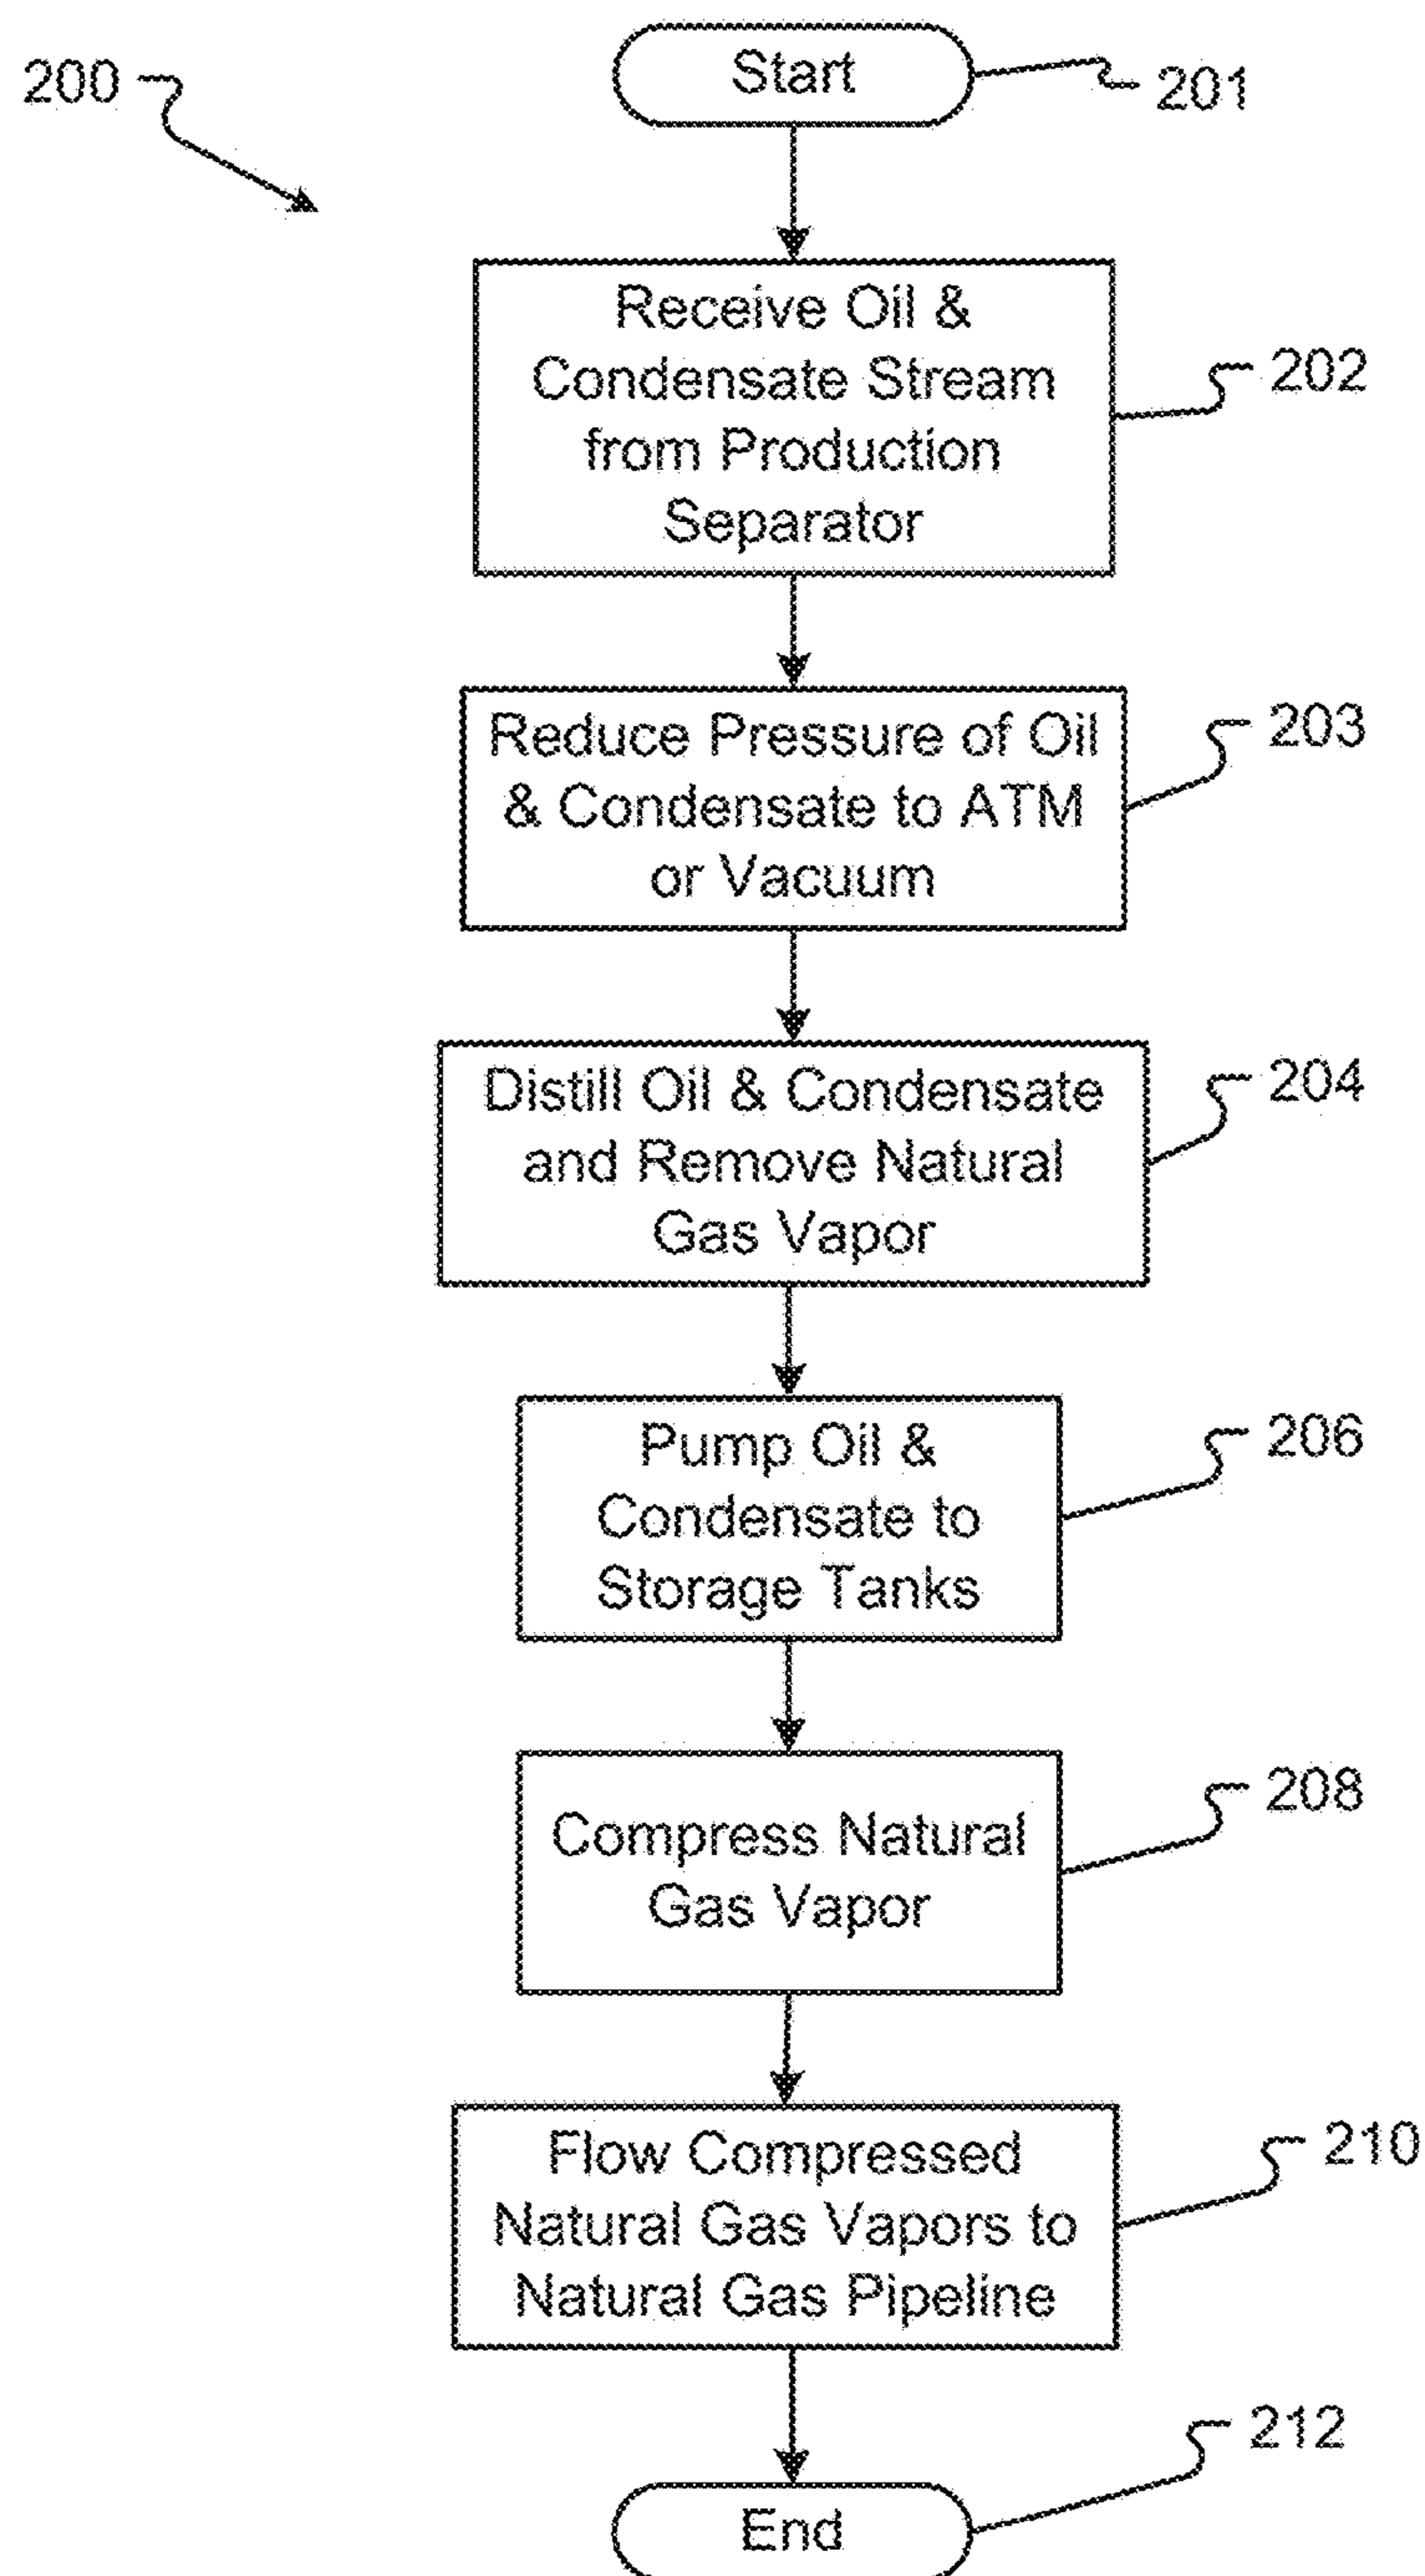 200
Start
201
Receive Oil &
Condensate Stream
from Production
Separator
202
Reduce Pressure of Oil
& Condensate to ATM
or Vacuum
203
Distill Oil & Condensate
and Remove Natural
Gas Vapor
204
Pump Oil &
Condensate to
Storage Tanks
206
Compress Natural
Gas Vapor
208
Flow Compressed
Natural Gas Vapors to
Natural Gas Pipeline
210
End
212